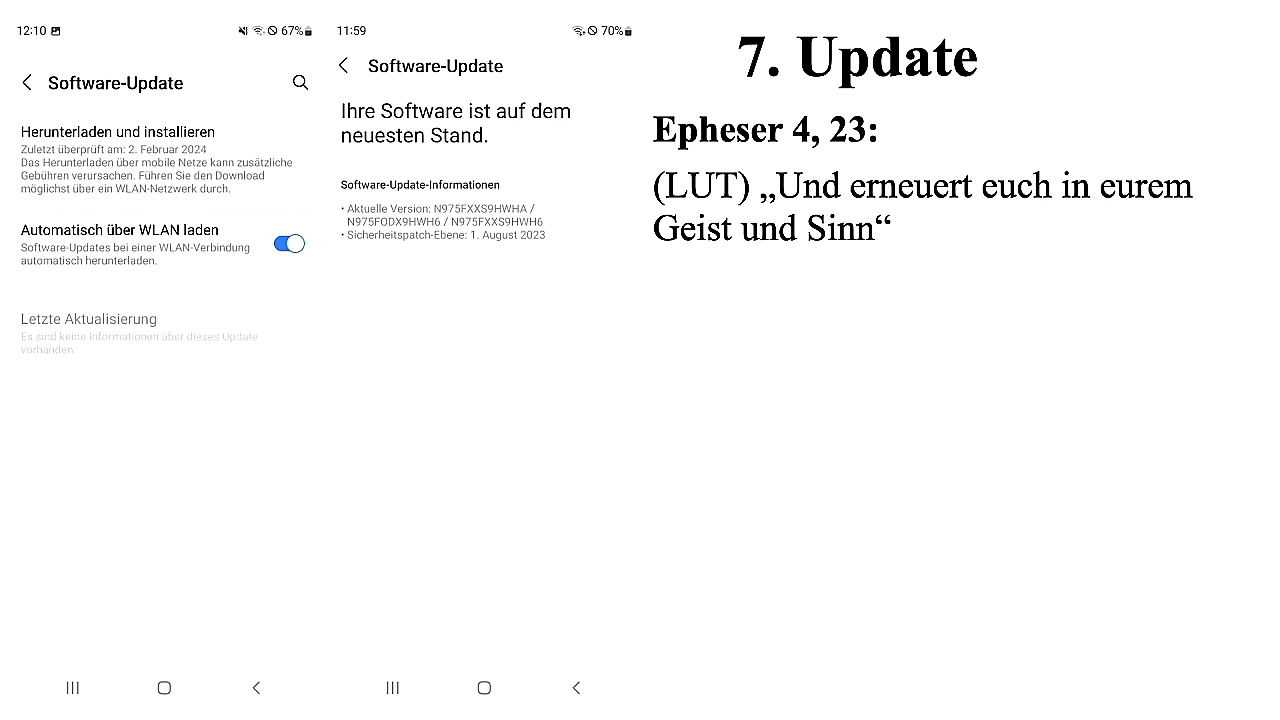 12:10 67%
Software-Update
Herunterladen und installieren
Zuletzt überprüft am: 2. Februar 2024
Das Herunterladen über mobile Netze kann zusätzliche
Gebühren verursachen. Führen Sie den Download
möglichst über ein WLAN-Netzwerk durch.
Automatisch über WLAN laden
Software-Updates bei einer WLAN-Verbindung
automatisch herunterladen.
Letzte Aktualisierung
Es sind keine Informationen über dieses Update
vorhanden.
11:59 70%
Software-Update
Ihre Software ist auf dem
neuesten Stand.
Software-Update-Informationen
• Aktuelle Version: N975FXXS9HWHA /
N975FODX9HWH6 / N975FXXS9HWH6
• Sicherheitspatch-Ebene: 1. August 2023
7. Update
Epheser 4, 23:
(LUT) „Und erneuert euch in eurem
Geist und Sinn“